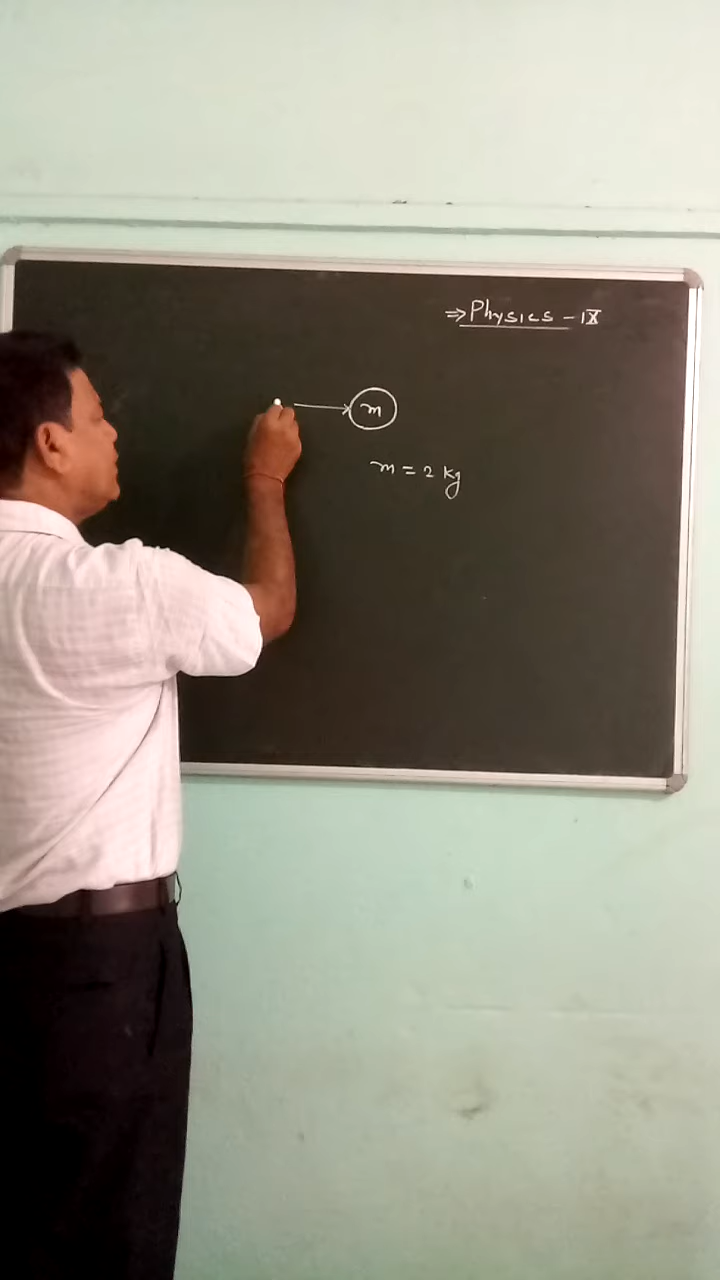 ⇒ Physics - IX
m
m = 2 kg